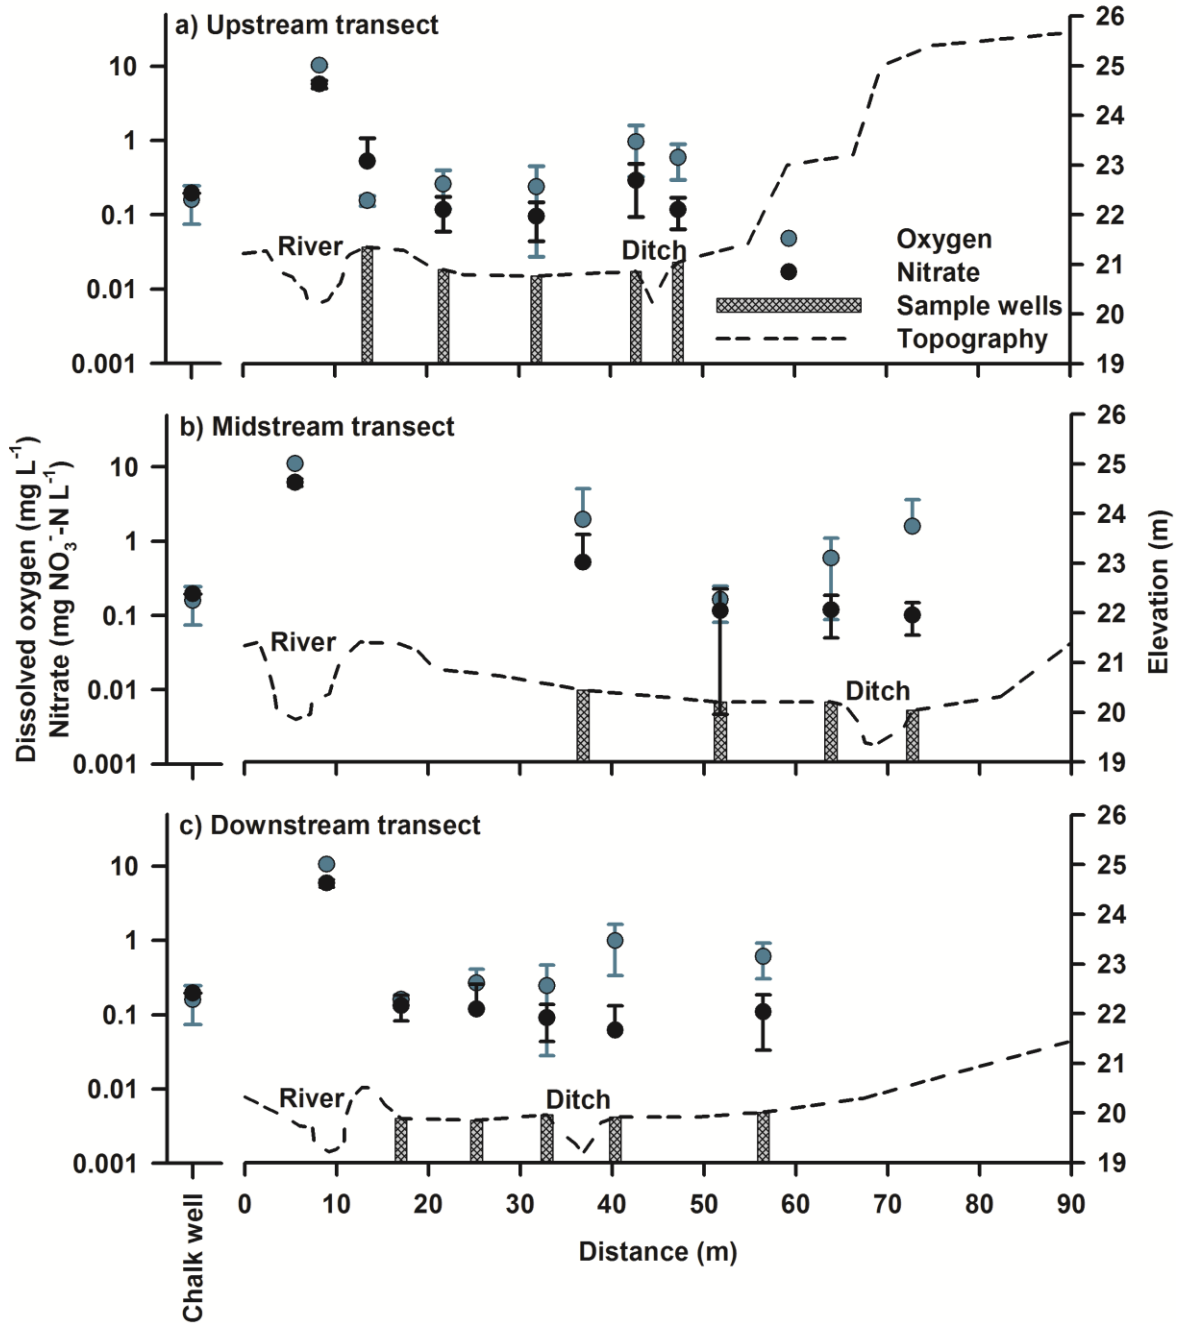 a) Upstream transect
10
1
0.1
0.01
0.001
26
25
24
23
22
21
20
19
River
Ditch
Oxygen
Nitrate
Sample wells
Topography
b) Midstream transect
10
1
0.1
0.01
0.001
26
25
24
23
22
21
20
19
River
Ditch
Dissolved oxygen (mg L⁻¹)
Nitrate (mg NO₃⁻-N L⁻¹)
Elevation (m)
c) Downstream transect
10
1
0.1
0.01
0.001
26
25
24
23
22
21
20
19
River
Ditch
0 10 20 30 40 50 60 70 80 90
Chalk well
Distance (m)